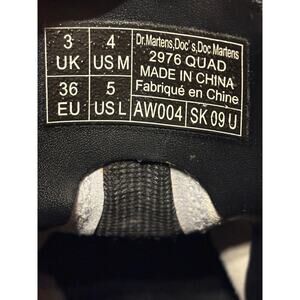 3 UK
4 US M
36 EU
5 US L
Dr.Martens,Doc's,Doc Martens
2976 QUAD
MADE IN CHINA
Fabriqué en Chine
AW004
SK 09 U